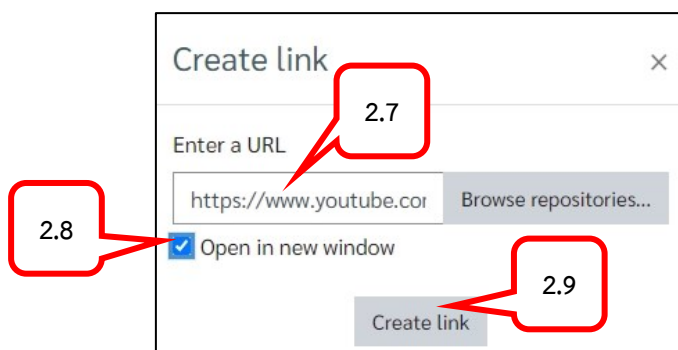 Create link ×
2.7
Enter a URL
https://www.youtube.cor Browse repositories...
2.8
Open in new window
2.9
Create link